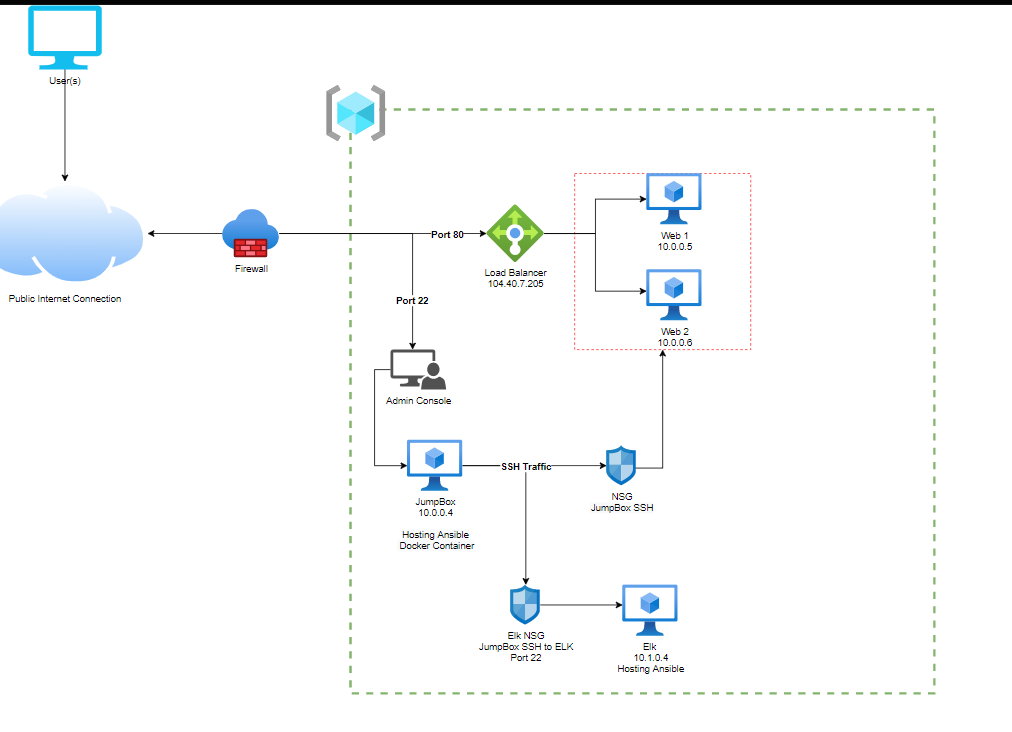 User(s)
Public Internet Connection
Firewall
Port 80
Load Balancer
104.40.7.205
Web 1
10.0.0.5
Web 2
10.0.0.6
Port 22
Admin Console
JumpBox
10.0.0.4
Hosting Ansible
Docker Container
SSH Traffic
NSG
JumpBox SSH
Elk NSG
JumpBox SSH to ELK
Port 22
Elk
10.1.0.4
Hosting Ansible